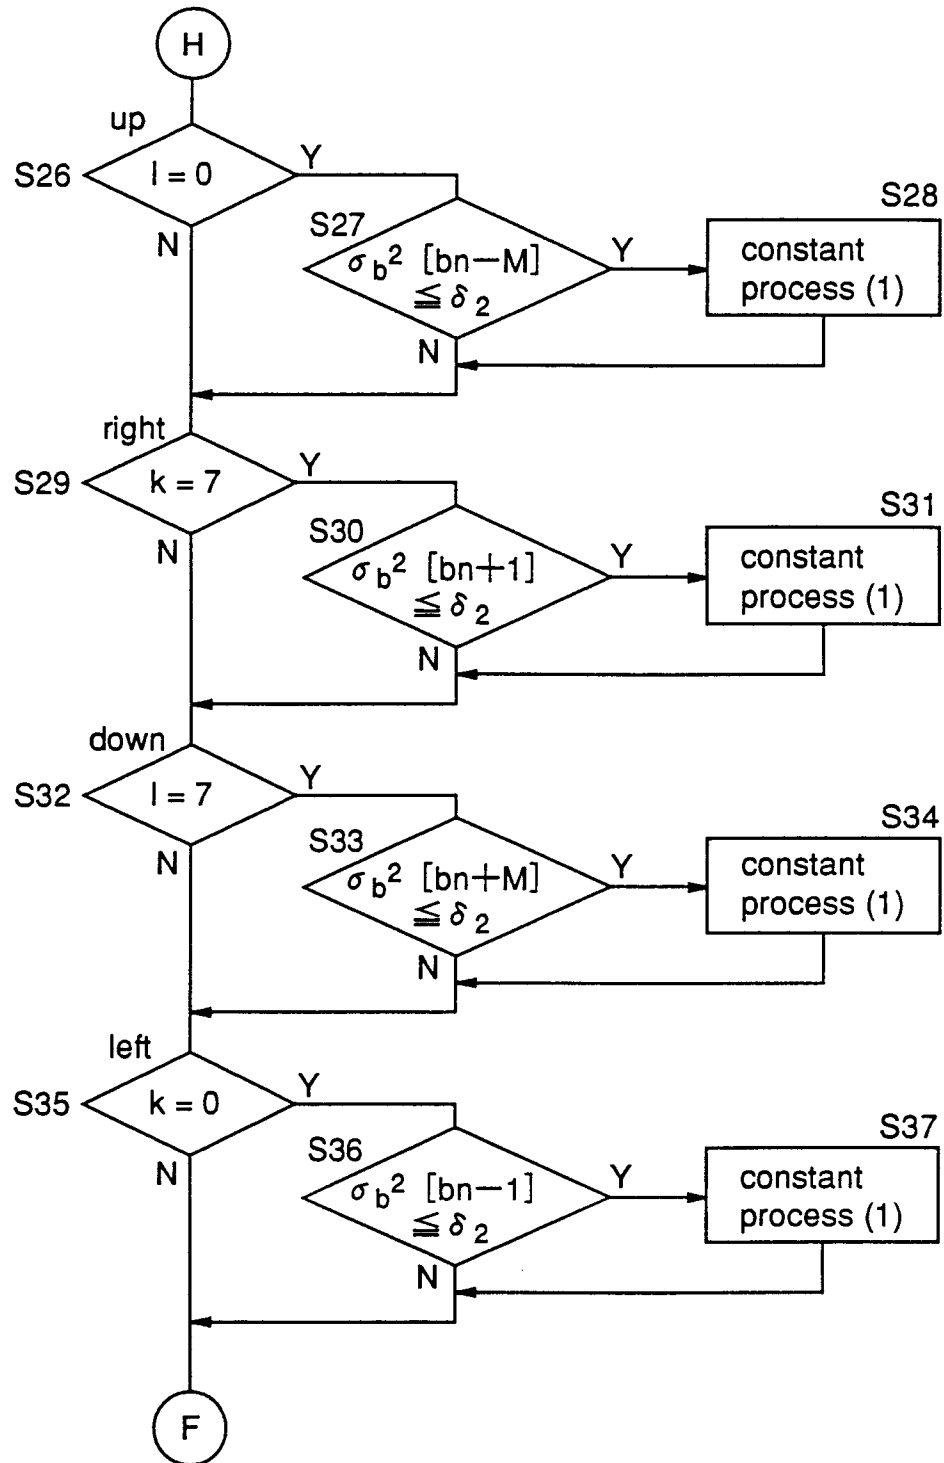 H
up
S26
l = 0
Y
N
S27
σb² [bn−M]
≦ δ2
Y
N
S28
constant
process (1)
right
S29
k = 7
Y
N
S30
σb² [bn+1]
≦ δ2
Y
N
S31
constant
process (1)
down
S32
l = 7
Y
N
S33
σb² [bn+M]
≦ δ2
Y
N
S34
constant
process (1)
left
S35
k = 0
Y
N
S36
σb² [bn−1]
≦ δ2
Y
N
S37
constant
process (1)
F